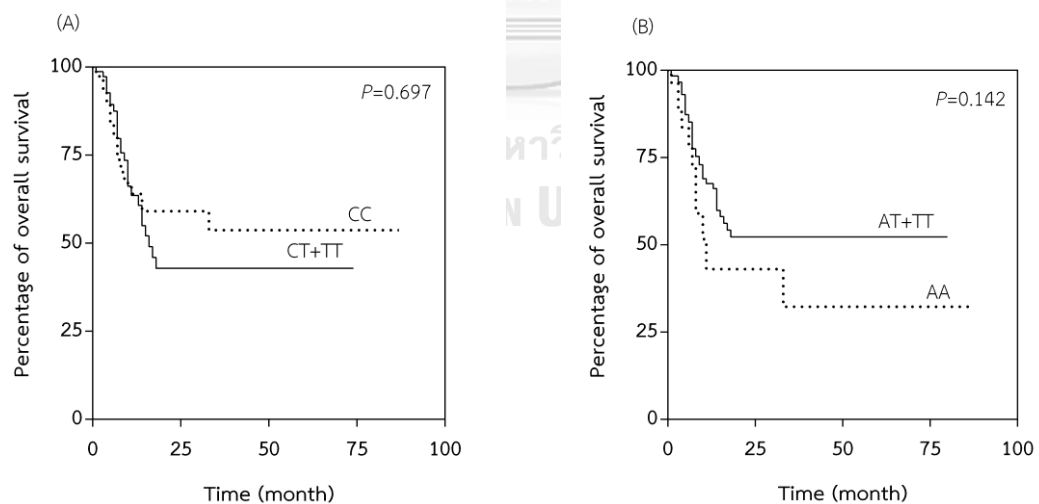 (A)
100
P=0.697
75
CC
50
CT+TT
25
0
0 25 50 75 100
Percentage of overall survival
Time (month)
(B)
100
P=0.142
75
AT+TT
50
AA
25
0
0 25 50 75 100
Percentage of overall survival
Time (month)